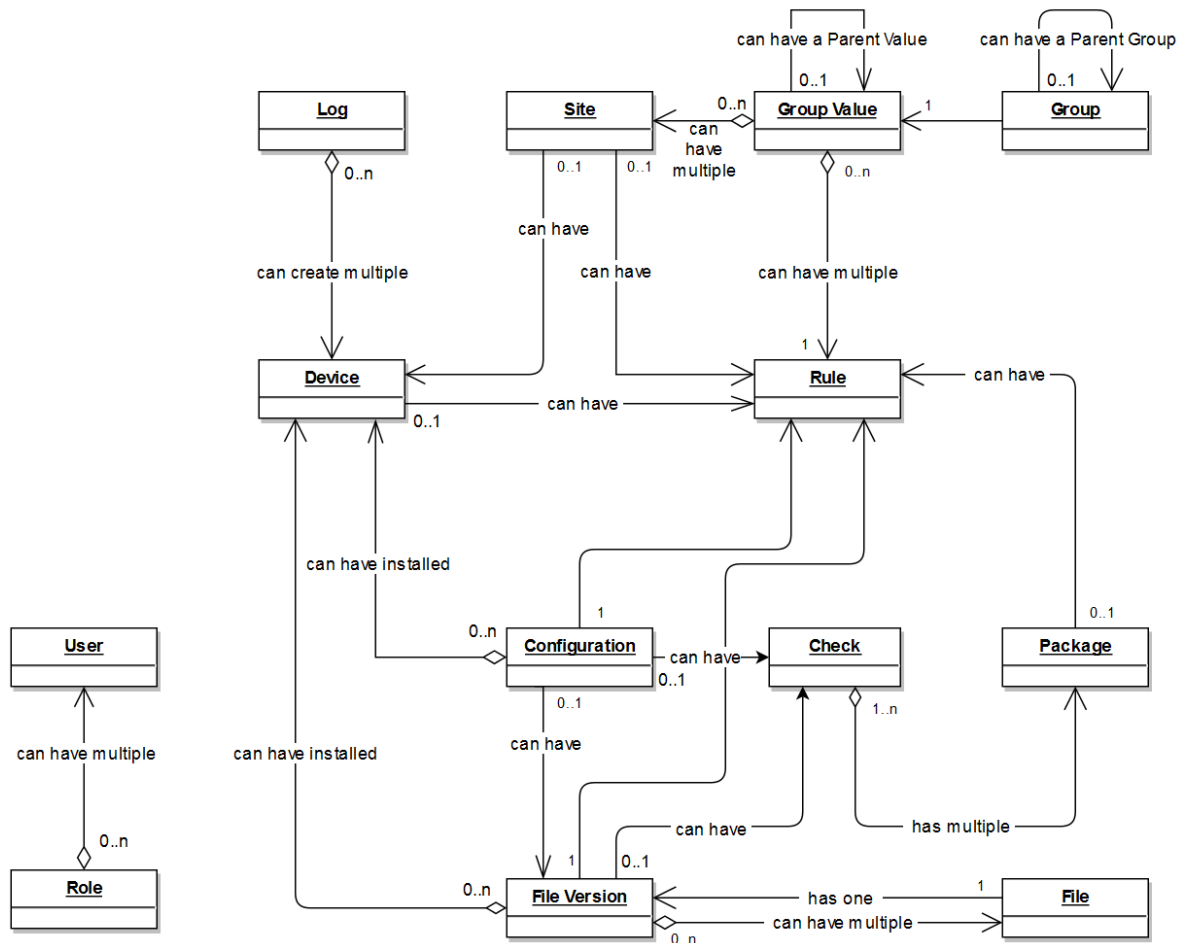 can have a Parent Value
can have a Parent Group
0..1
0..1
Log
Site
0..n
Group Value
1
Group
can
have
multiple
0..n
0..1
0..1
0..n
can have
can create multiple
can have
can have multiple
1
Device
Rule
can have
can have
0..1
can have installed
1
0..1
0..n
User
Configuration
can have
Check
Package
0..1
0..1
1..n
can have
can have multiple
can have installed
can have
has multiple
0..n
1
0..1
Role
0..n
File Version
has one
1
File
can have multiple
0..n